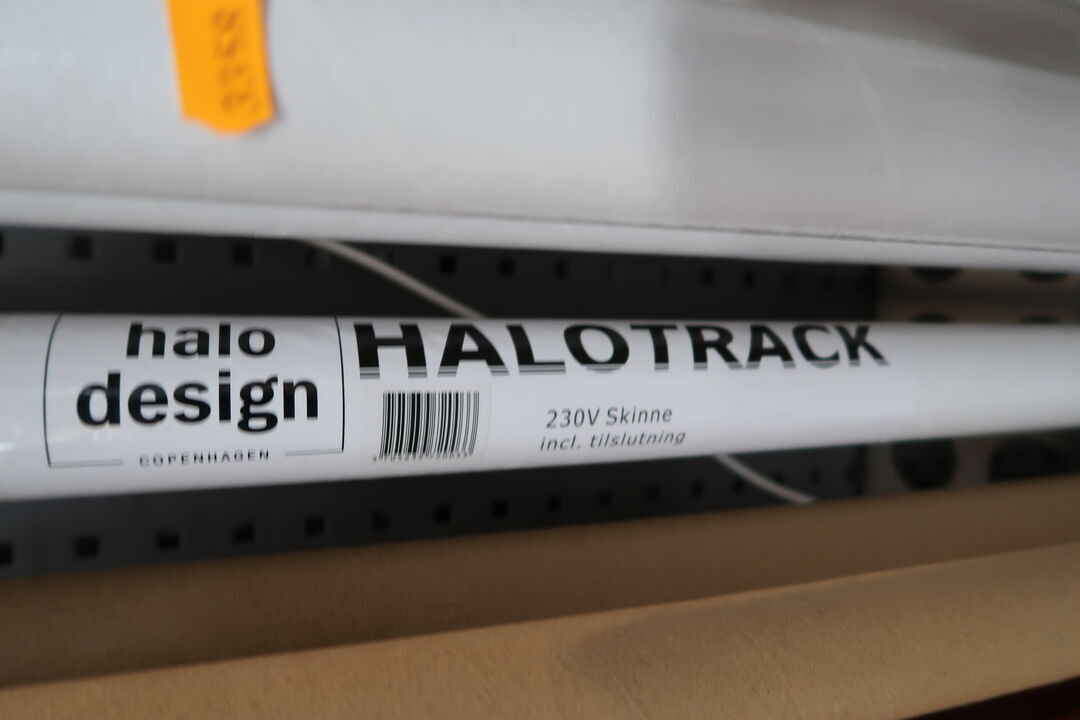 halo
design
COPENHAGEN
HALOTRACK
230V Skinne
incl. tilslutning